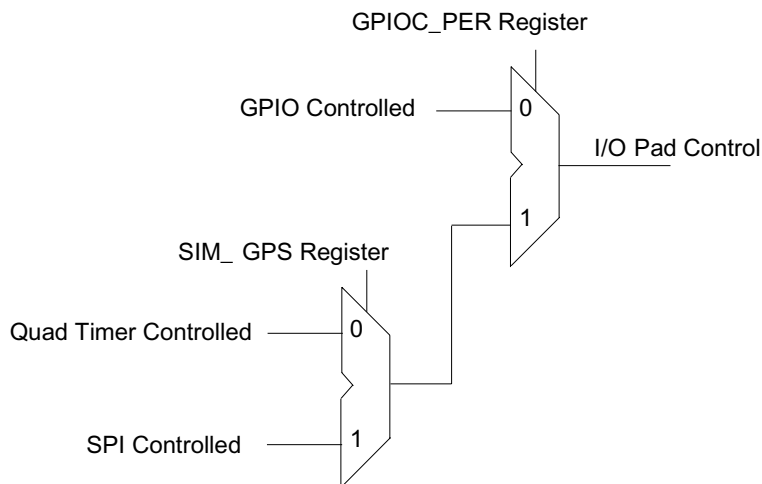 GPIOC_PER Register
GPIO Controlled
0
I/O Pad Control
1
SIM_ GPS Register
Quad Timer Controlled
0
SPI Controlled
1